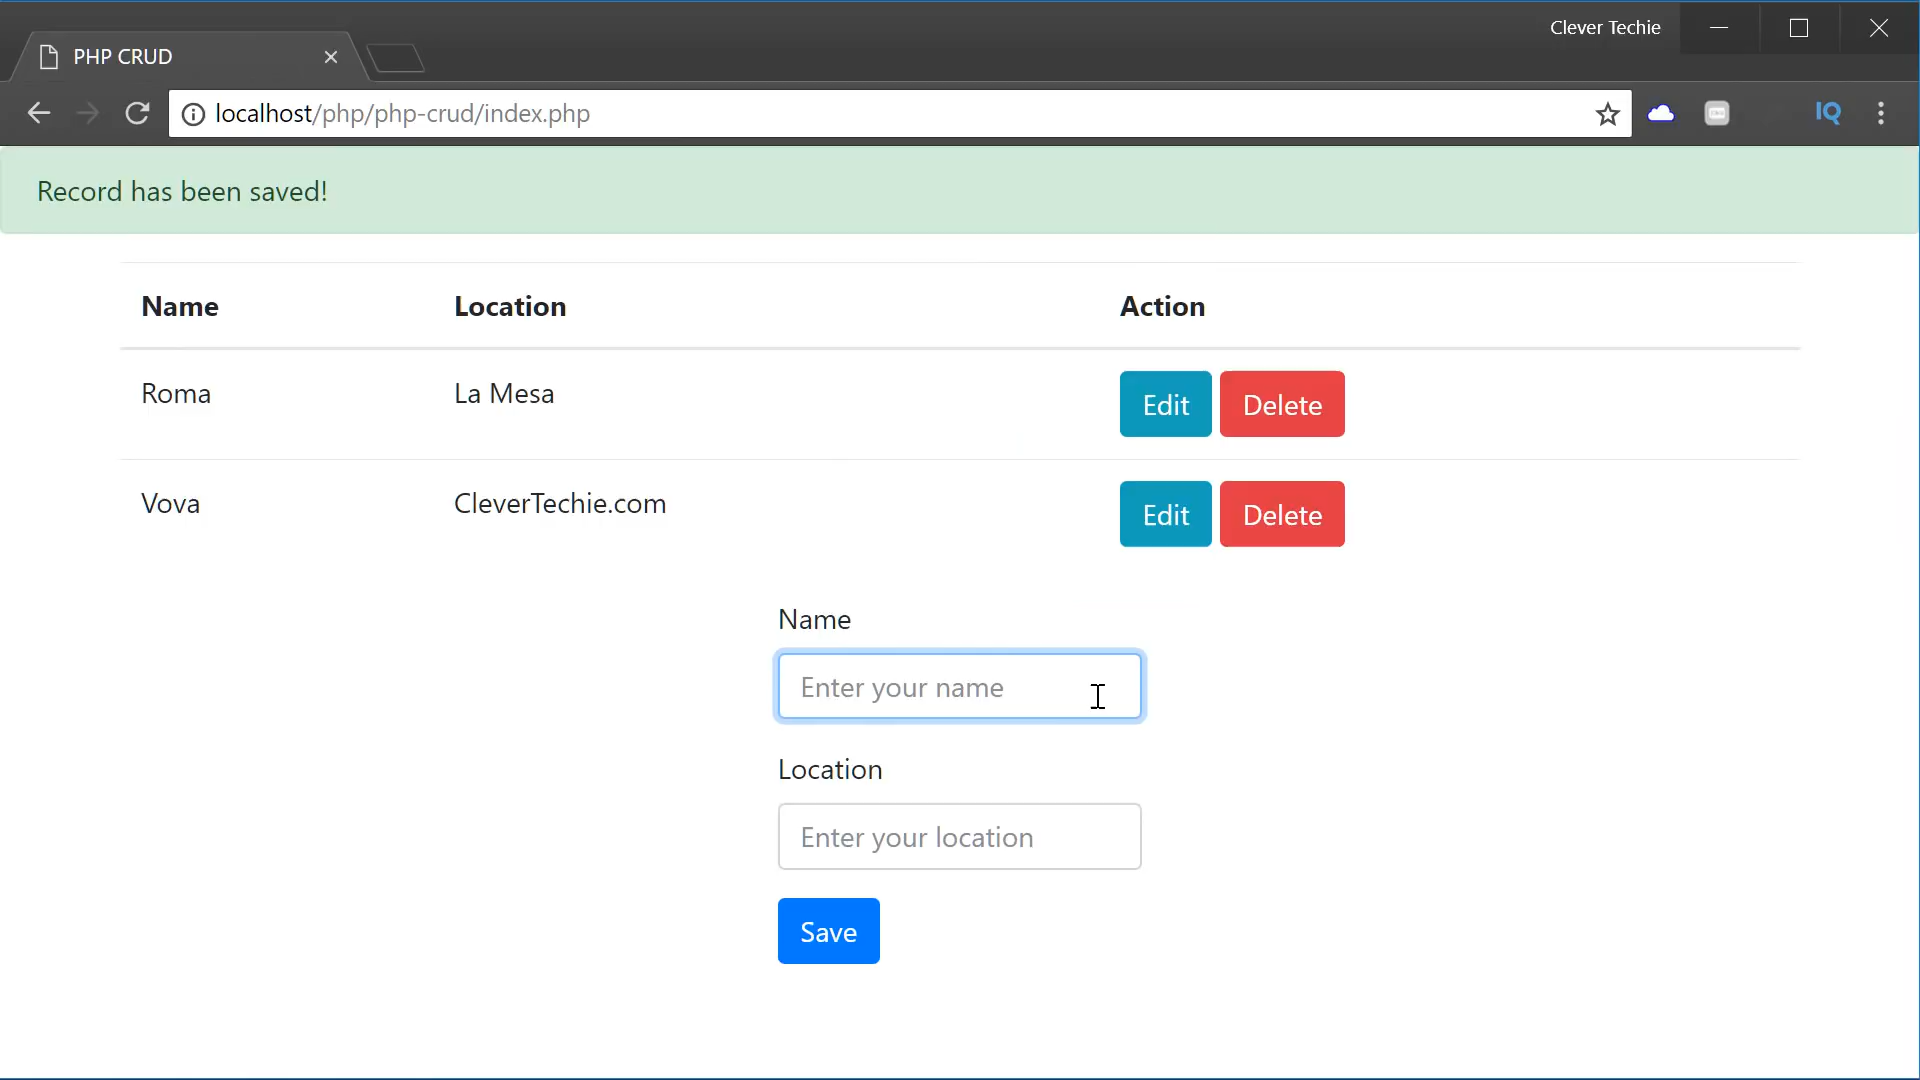 Clever Techie
PHP CRUD
localhost/php/php-crud/index.php
IQ
Record has been saved!
Name Location Action
Roma La Mesa Edit Delete
Vova CleverTechie.com Edit Delete
Name
Enter your name
Location
Enter your location
Save